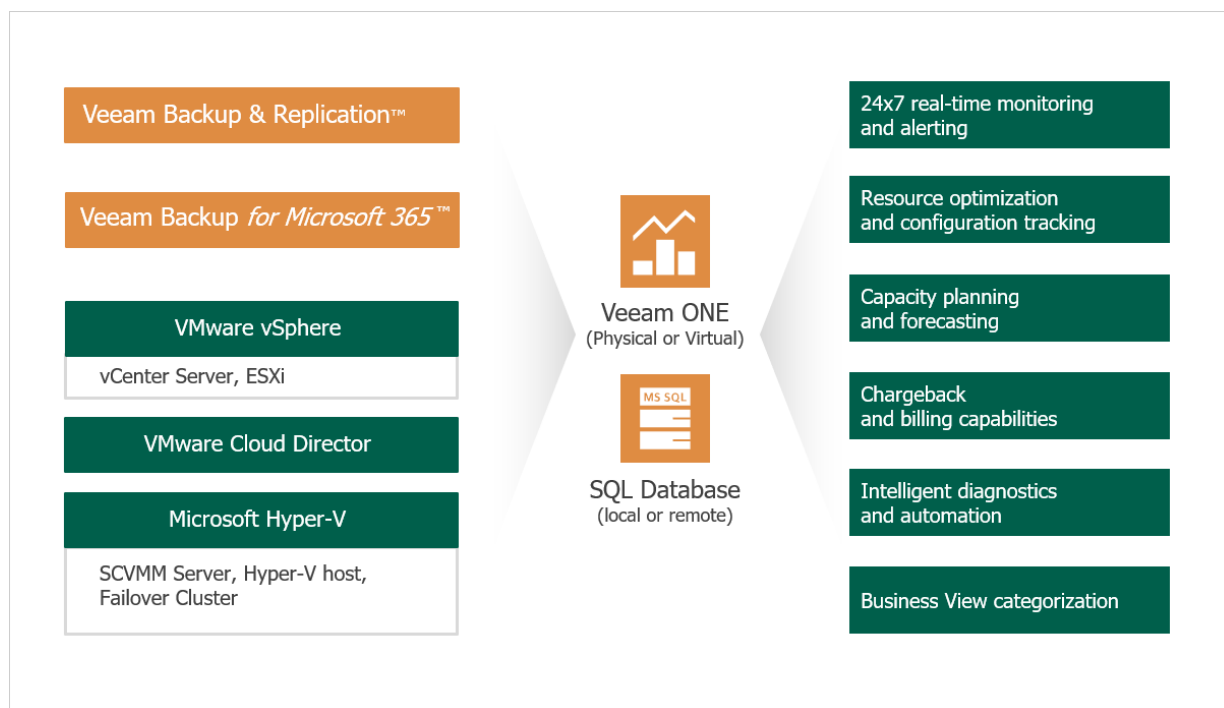 Veeam Backup & Replication™
Veeam Backup for Microsoft 365™
VMware vSphere
vCenter Server, ESXi
VMware Cloud Director
Microsoft Hyper-V
SCVMM Server, Hyper-V host,
Failover Cluster
Veeam ONE
(Physical or Virtual)
MS SQL
SQL Database
(local or remote)
24x7 real-time monitoring
and alerting
Resource optimization
and configuration tracking
Capacity planning
and forecasting
Chargeback
and billing capabilities
Intelligent diagnostics
and automation
Business View categorization